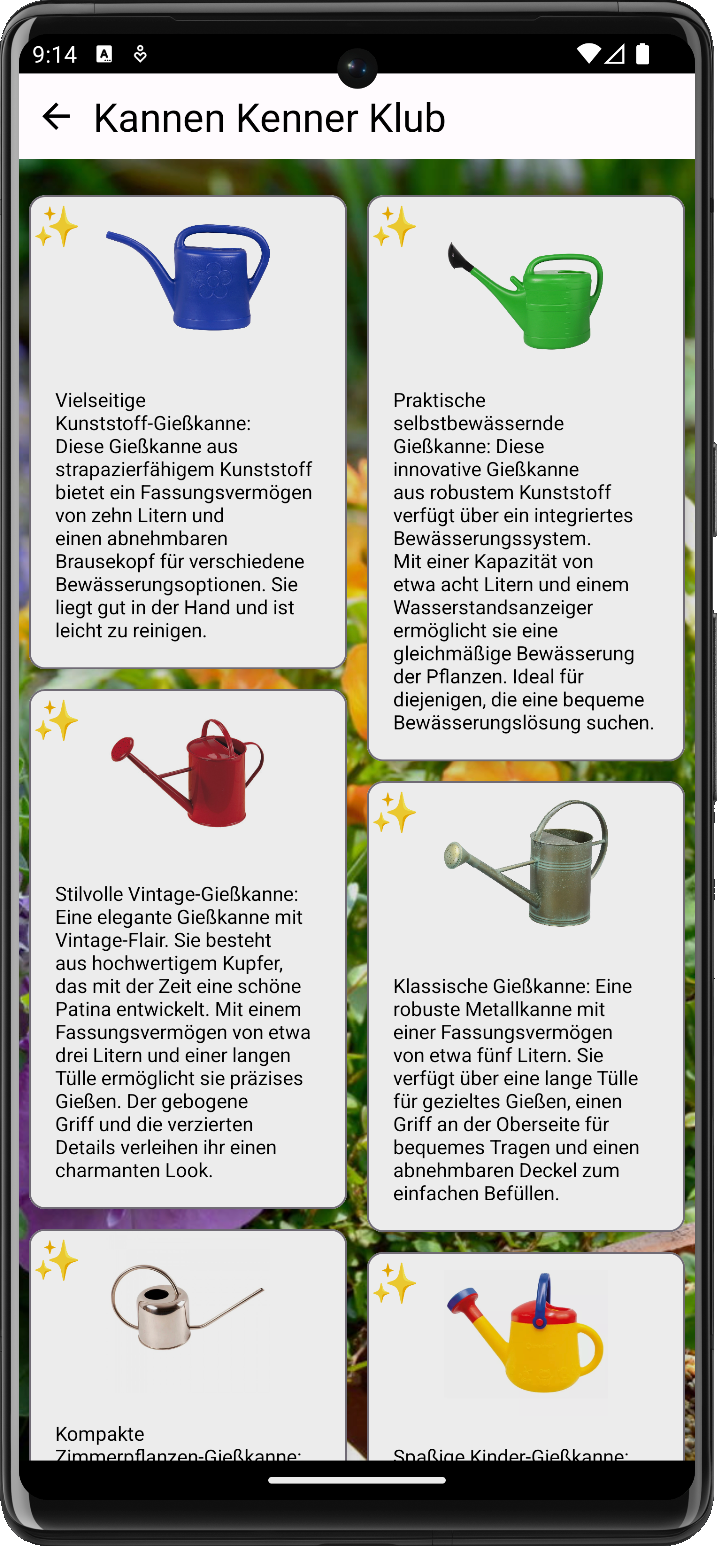 9:14
Kannen Kenner Klub
Vielseitige
Kunststoff-Gießkanne:
Diese Gießkanne aus
strapazierfähigem Kunststoff
bietet ein Fassungsvermögen
von zehn Litern und
einen abnehmbaren
Brausekopf für verschiedene
Bewässerungsoptionen. Sie
liegt gut in der Hand und ist
leicht zu reinigen.
Praktische
selbstbewässernde
Gießkanne: Diese
innovative Gießkanne
aus robustem Kunststoff
verfügt über ein integriertes
Bewässerungssystem.
Mit einer Kapazität von
etwa acht Litern und einem
Wasserstandsanzeiger
ermöglicht sie eine
gleichmäßige Bewässerung
der Pflanzen. Ideal für
diejenigen, die eine bequeme
Bewässerungslösung suchen.
Stilvolle Vintage-Gießkanne:
Eine elegante Gießkanne mit
Vintage-Flair. Sie besteht
aus hochwertigem Kupfer,
das mit der Zeit eine schöne
Patina entwickelt. Mit einem
Fassungsvermögen von etwa
drei Litern und einer langen
Tülle ermöglicht sie präzises
Gießen. Der gebogene
Griff und die verzierten
Details verleihen ihr einen
charmanten Look.
Klassische Gießkanne: Eine
robuste Metallkanne mit
einer Fassungsvermögen
von etwa fünf Litern. Sie
verfügt über eine lange Tülle
für gezieltes Gießen, einen
Griff an der Oberseite für
bequemes Tragen und einen
abnehmbaren Deckel zum
einfachen Befüllen.
Kompakte
Zimmerpflanzen-Gießkanne:
Spaßige Kinder-Gießkanne: